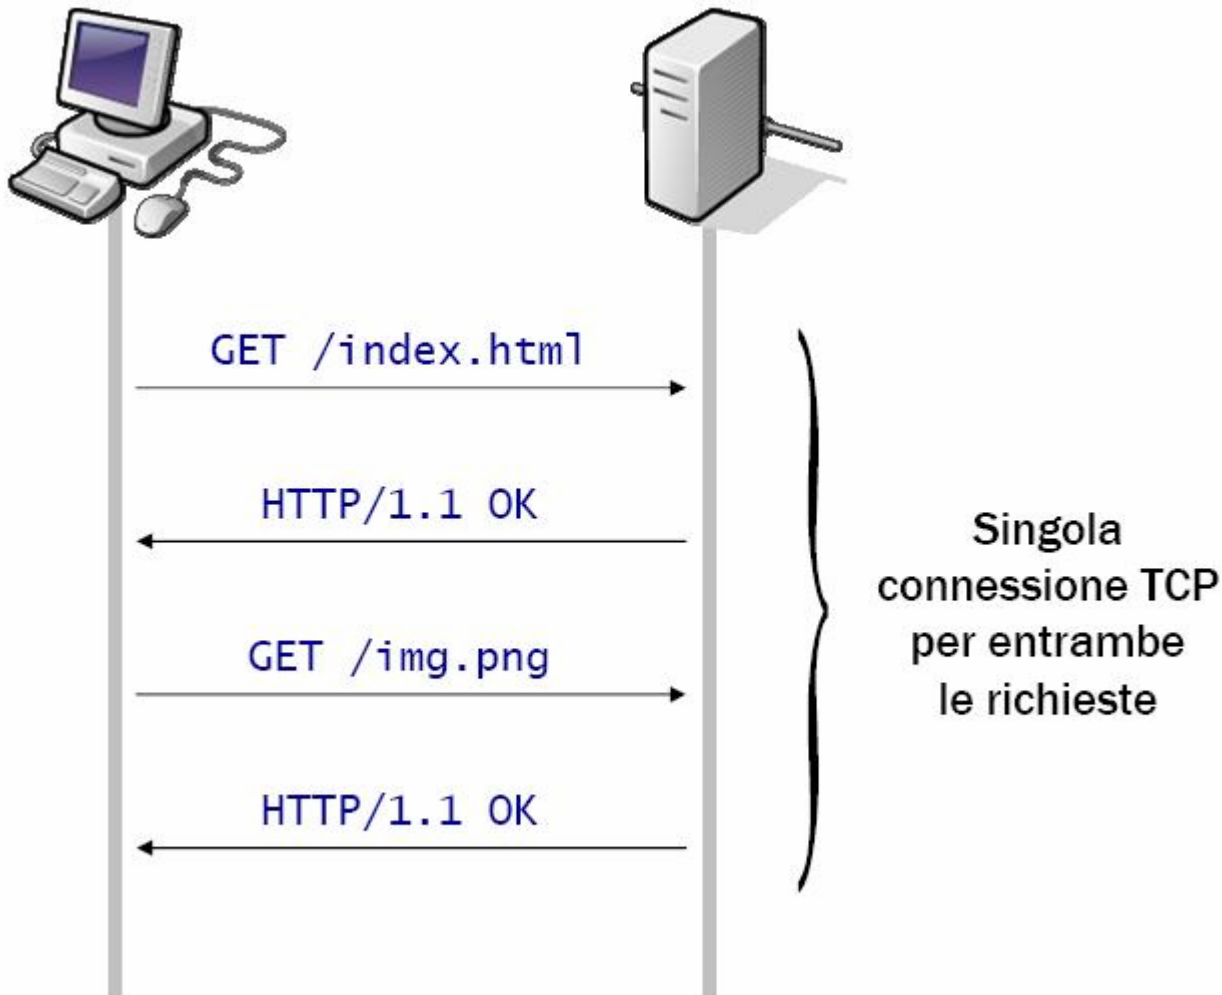 GET /index.html
HTTP/1.1 OK
GET /img.png
HTTP/1.1 OK
Singola
connessione TCP
per entrambe
le richieste